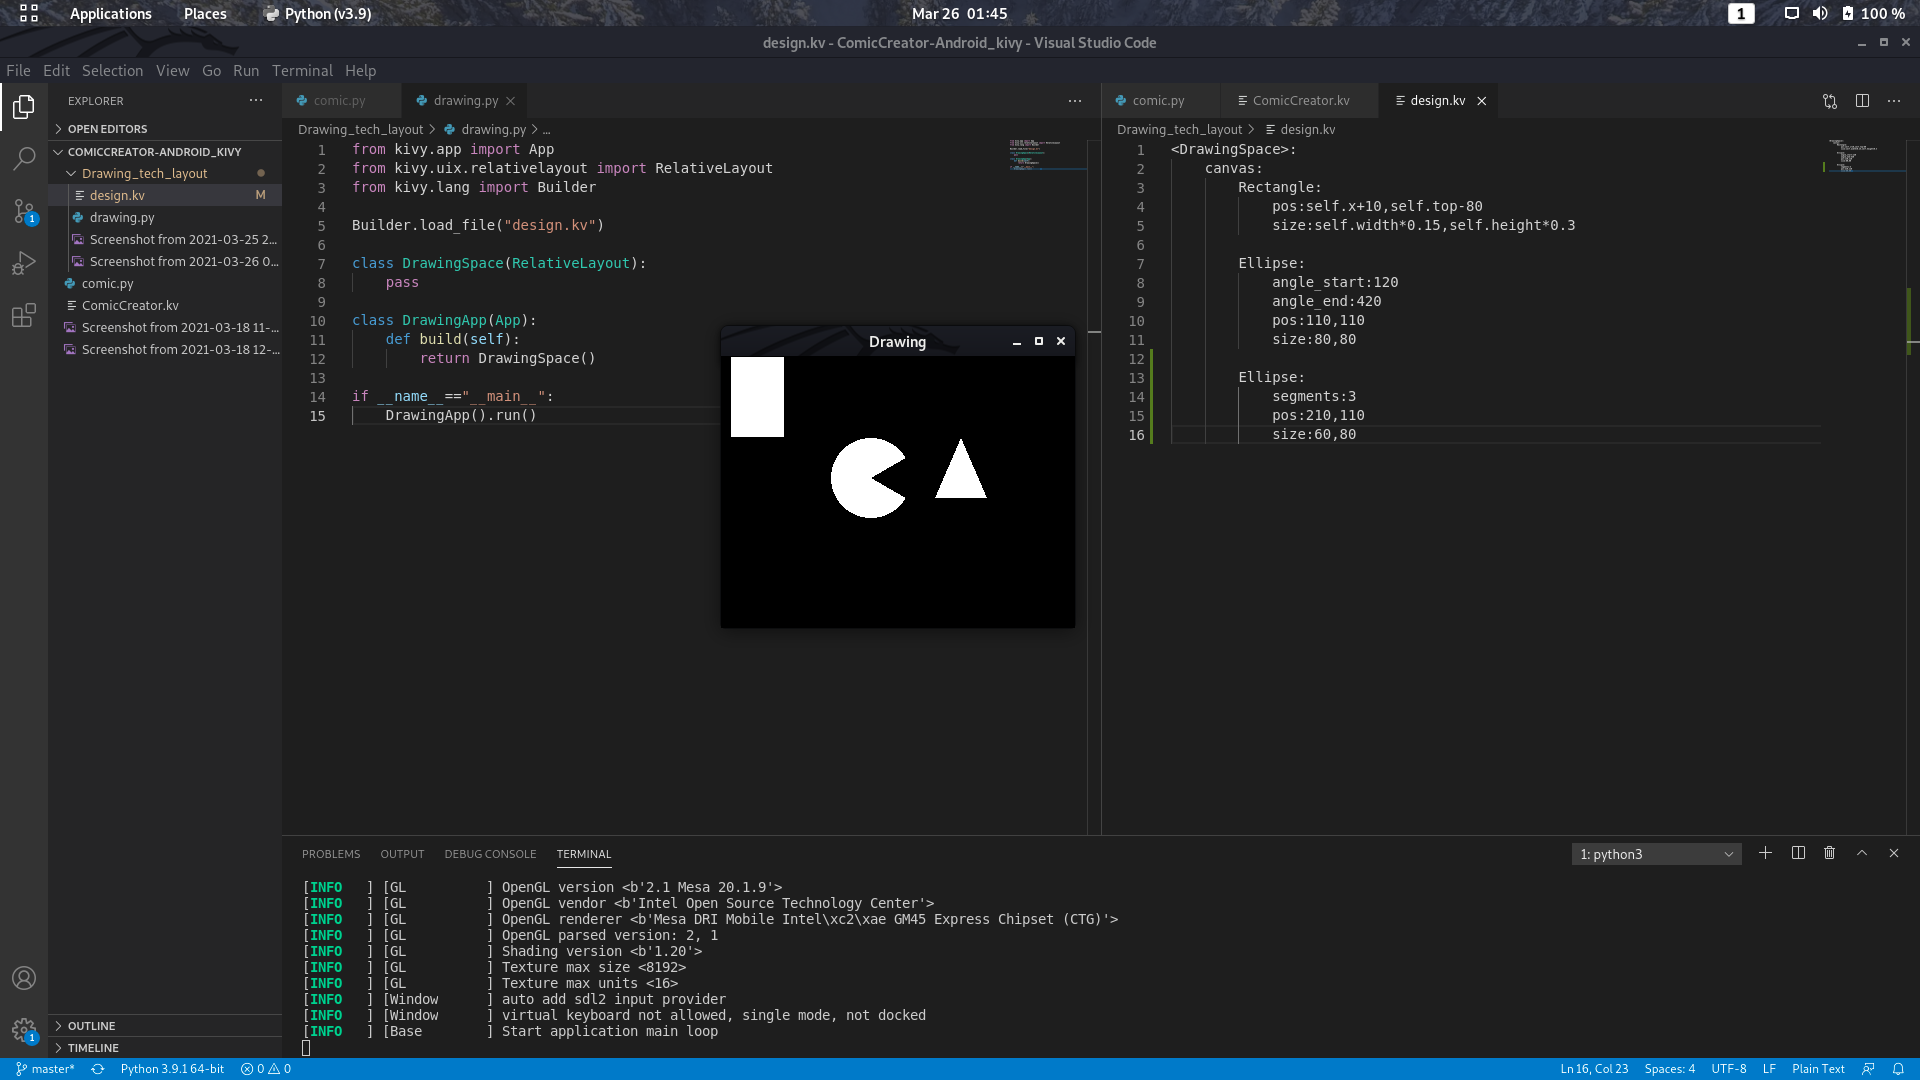 Applications Places Python (v3.9) Mar 26 01:45 1 100 %
design.kv - ComicCreator-Android_kivy - Visual Studio Code
File Edit Selection View Go Run Terminal Help
EXPLORER
OPEN EDITORS
COMICCREATOR-ANDROID_KIVY
Drawing_tech_layout
design.kv M
drawing.py
Screenshot from 2021-03-25 2...
Screenshot from 2021-03-26 0...
comic.py
ComicCreator.kv
Screenshot from 2021-03-18 11-...
Screenshot from 2021-03-18 12-...
OUTLINE
TIMELINE
1
1
comic.py drawing.py
Drawing_tech_layout > drawing.py > ...
1 from kivy.app import App
2 from kivy.uix.relativelayout import RelativeLayout
3 from kivy.lang import Builder
4
5 Builder.load_file("design.kv")
6
7 class DrawingSpace(RelativeLayout):
8 pass
9
10 class DrawingApp(App):
11 def build(self):
12 return DrawingSpace()
13
14 if __name__=="__main__":
15 DrawingApp().run()
Drawing
comic.py ComicCreator.kv design.kv
Drawing_tech_layout > design.kv
1 <DrawingSpace>:
2 canvas:
3 Rectangle:
4 pos:self.x+10,self.top-80
5 size:self.width*0.15,self.height*0.3
6
7 Ellipse:
8 angle_start:120
9 angle_end:420
10 pos:110,110
11 size:80,80
12
13 Ellipse:
14 segments:3
15 pos:210,110
16 size:60,80
PROBLEMS OUTPUT DEBUG CONSOLE TERMINAL 1: python3
[INFO ] [GL ] OpenGL version <b'2.1 Mesa 20.1.9'>
[INFO ] [GL ] OpenGL vendor <b'Intel Open Source Technology Center'>
[INFO ] [GL ] OpenGL renderer <b'Mesa DRI Mobile Intel\xc2\xae GM45 Express Chipset (CTG)'>
[INFO ] [GL ] OpenGL parsed version: 2, 1
[INFO ] [GL ] Shading version <b'1.20'>
[INFO ] [GL ] Texture max size <8192>
[INFO ] [GL ] Texture max units <16>
[INFO ] [Window ] auto add sdl2 input provider
[INFO ] [Window ] virtual keyboard not allowed, single mode, not docked
[INFO ] [Base ] Start application main loop
master* Python 3.9.1 64-bit 0 0 Ln 16, Col 23 Spaces: 4 UTF-8 LF Plain Text